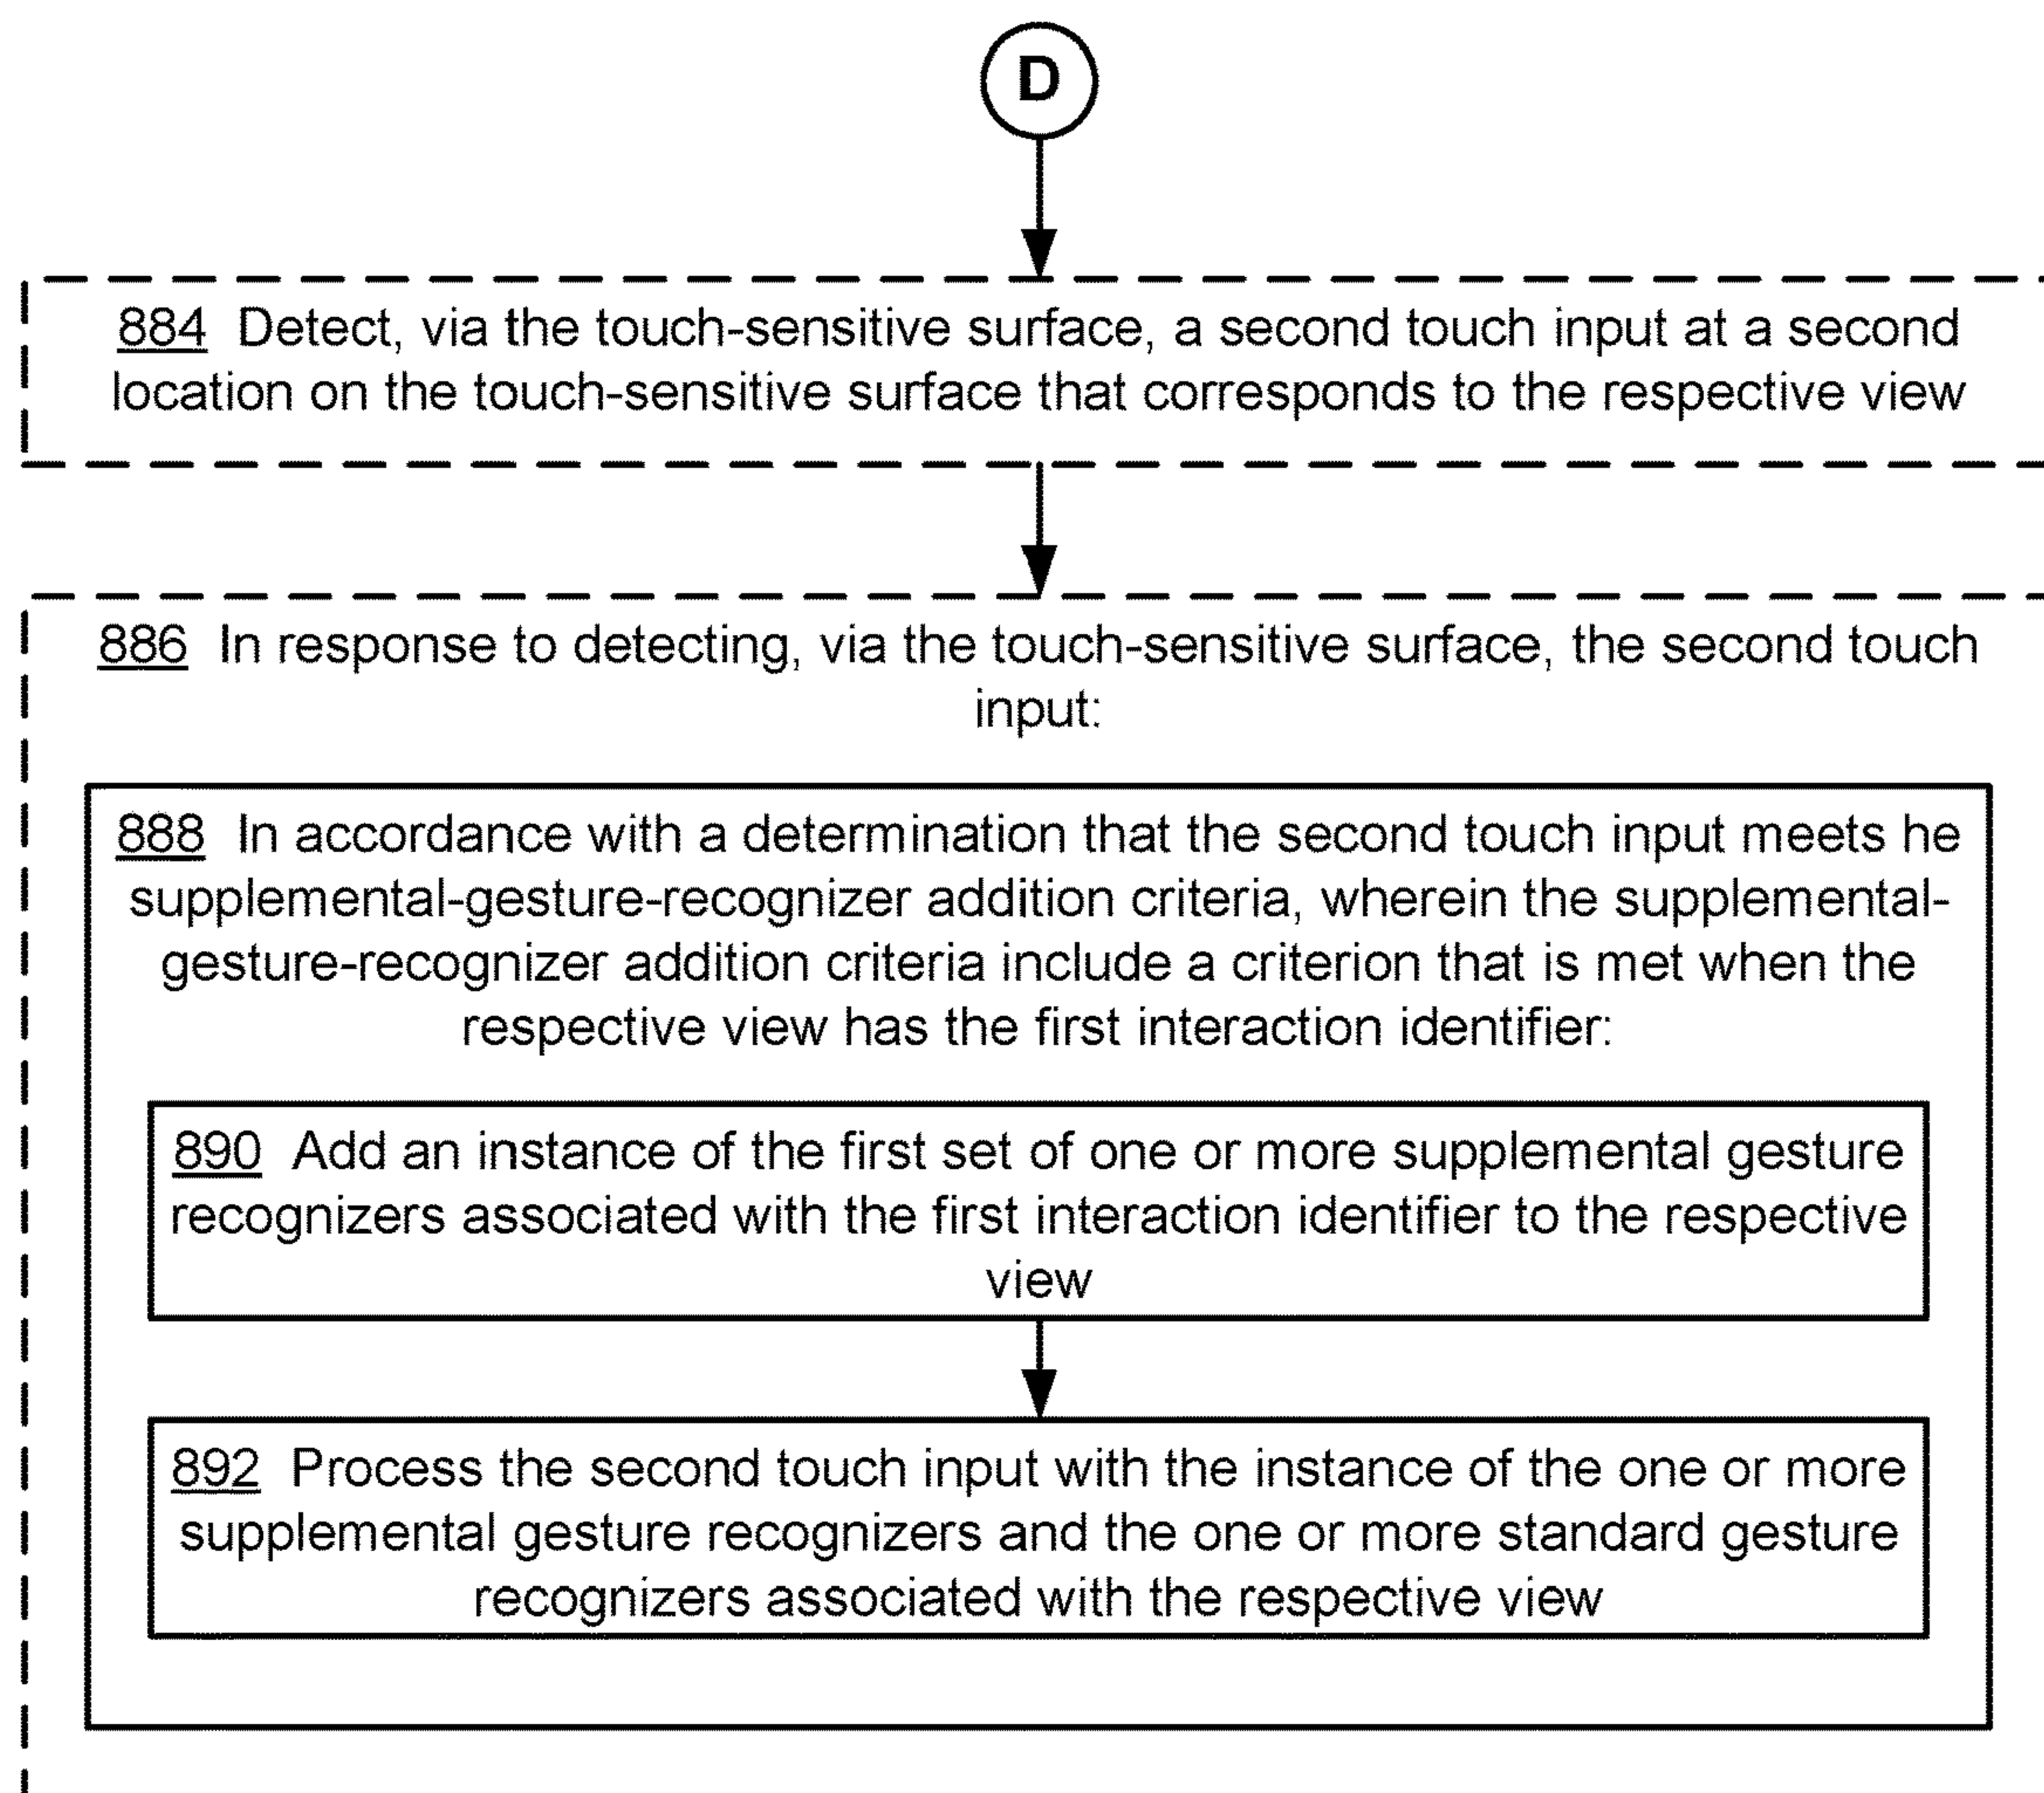 D
884 Detect, via the touch-sensitive surface, a second touch input at a second
location on the touch-sensitive surface that corresponds to the respective view
886 In response to detecting, via the touch-sensitive surface, the second touch
input:
888 In accordance with a determination that the second touch input meets he
supplemental-gesture-recognizer addition criteria, wherein the supplemental-
gesture-recognizer addition criteria include a criterion that is met when the
respective view has the first interaction identifier:
890 Add an instance of the first set of one or more supplemental gesture
recognizers associated with the first interaction identifier to the respective
view
892 Process the second touch input with the instance of the one or more
supplemental gesture recognizers and the one or more standard gesture
recognizers associated with the respective view